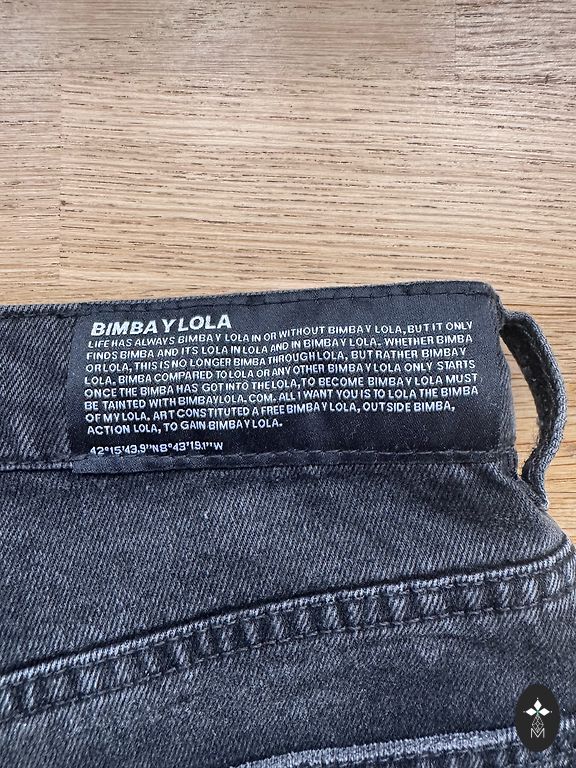 BIMBA Y LOLA
LIFE HAS ALWAYS BIMBA Y LOLA IN OR WITHOUT BIMBA Y LOLA, BUT IT ONLY
FINDS BIMBA AND ITS LOLA IN LOLA AND IN BIMBA Y LOLA. WHETHER BIMBA
OR LOLA, THIS IS NO LONGER BIMBA THROUGH LOLA, BUT RATHER BIMBA Y
LOLA. BIMBA COMPARED TO LOLA OR ANY OTHER BIMBA Y LOLA ONLY STARTS
ONCE THE BIMBA HAS GOT INTO THE LOLA, TO BECOME BIMBA Y LOLA MUST
BE TAINTED WITH BIMBAYLOLA.COM. ALL I WANT YOU IS TO LOLA THE BIMBA
OF MY LOLA. ART CONSTITUTED A FREE BIMBA Y LOLA, OUTSIDE BIMBA,
ACTION LOLA, TO GAIN BIMBA Y LOLA.
42°15'43.9"N8°43'19.1"W
M